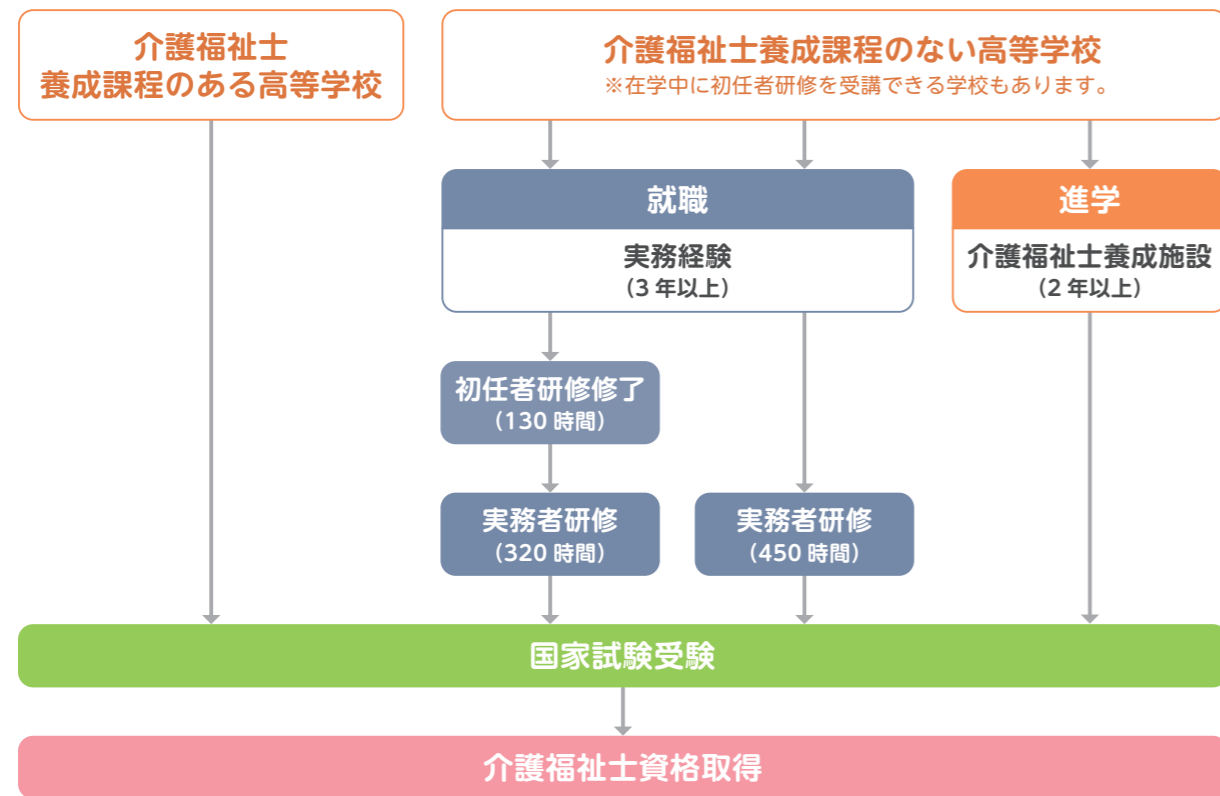 介護福祉士
養成課程のある高等学校
介護福祉士養成課程のない高等学校
※在学中に初任者研修を受講できる学校もあります。
就職
実務経験
（3 年以上）
進学
介護福祉士養成施設
（2 年以上）
初任者研修修了
（130 時間）
実務者研修
（320 時間）
実務者研修
（450 時間）
国家試験受験
介護福祉士資格取得